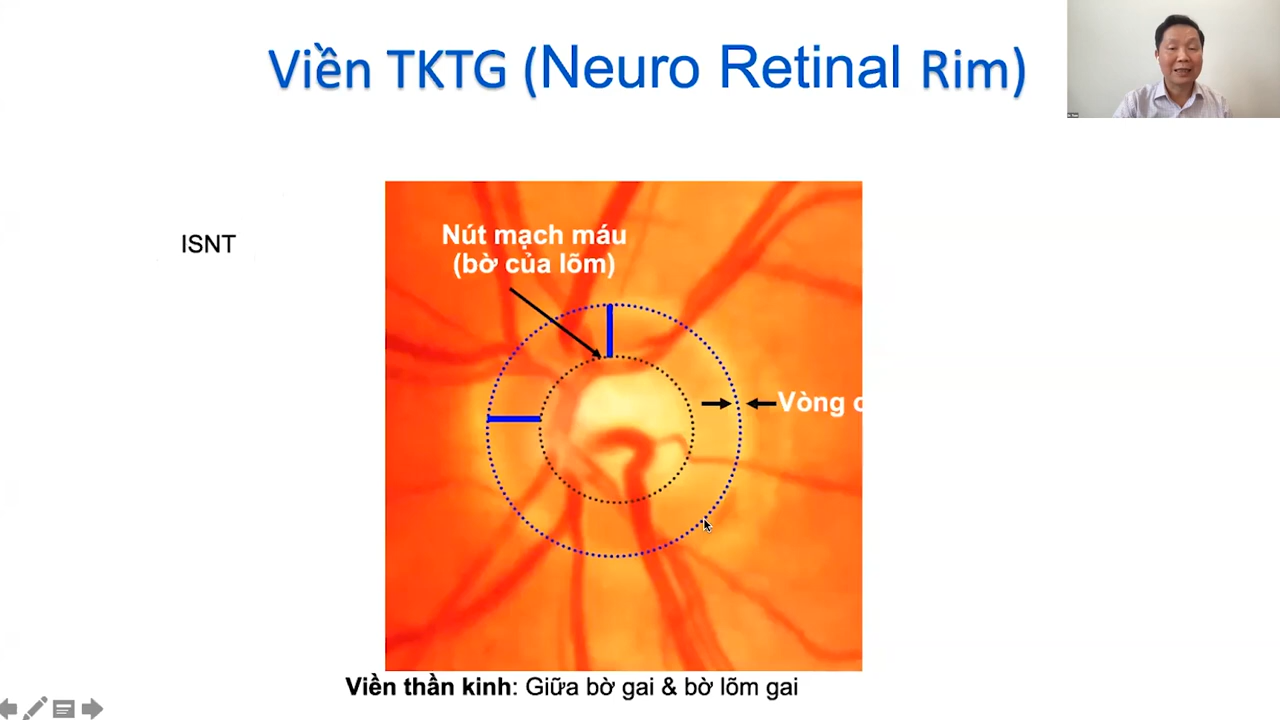 Viền TKTG (Neuro Retinal Rim)
ISNT
Nút mạch máu
(bờ của lõm)
Vòng c
Viền thần kinh: Giữa bờ gai & bờ lõm gai